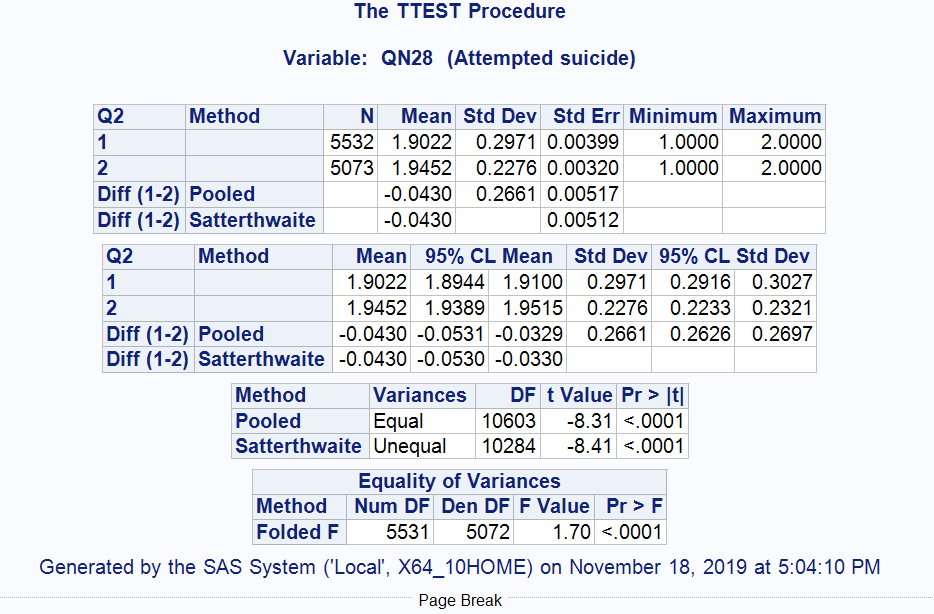 The TTEST Procedure
Variable: QN28 (Attempted suicide)
Q2 Method N Mean Std Dev Std Err Minimum Maximum
1 5532 1.9022 0.2971 0.00399 1.0000 2.0000
2 5073 1.9452 0.2276 0.00320 1.0000 2.0000
Diff (1-2) Pooled -0.0430 0.2661 0.00517
Diff (1-2) Satterthwaite -0.0430 0.00512
Q2 Method Mean 95% CL Mean Std Dev 95% CL Std Dev
1 1.9022 1.8944 1.9100 0.2971 0.2916 0.3027
2 1.9452 1.9389 1.9515 0.2276 0.2233 0.2321
Diff (1-2) Pooled -0.0430 -0.0531 -0.0329 0.2661 0.2626 0.2697
Diff (1-2) Satterthwaite -0.0430 -0.0530 -0.0330
Method Variances DF t Value Pr > |t|
Pooled Equal 10603 -8.31 <.0001
Satterthwaite Unequal 10284 -8.41 <.0001
Equality of Variances
Method Num DF Den DF F Value Pr > F
Folded F 5531 5072 1.70 <.0001
Generated by the SAS System ('Local', X64_10HOME) on November 18, 2019 at 5:04:10 PM
Page Break